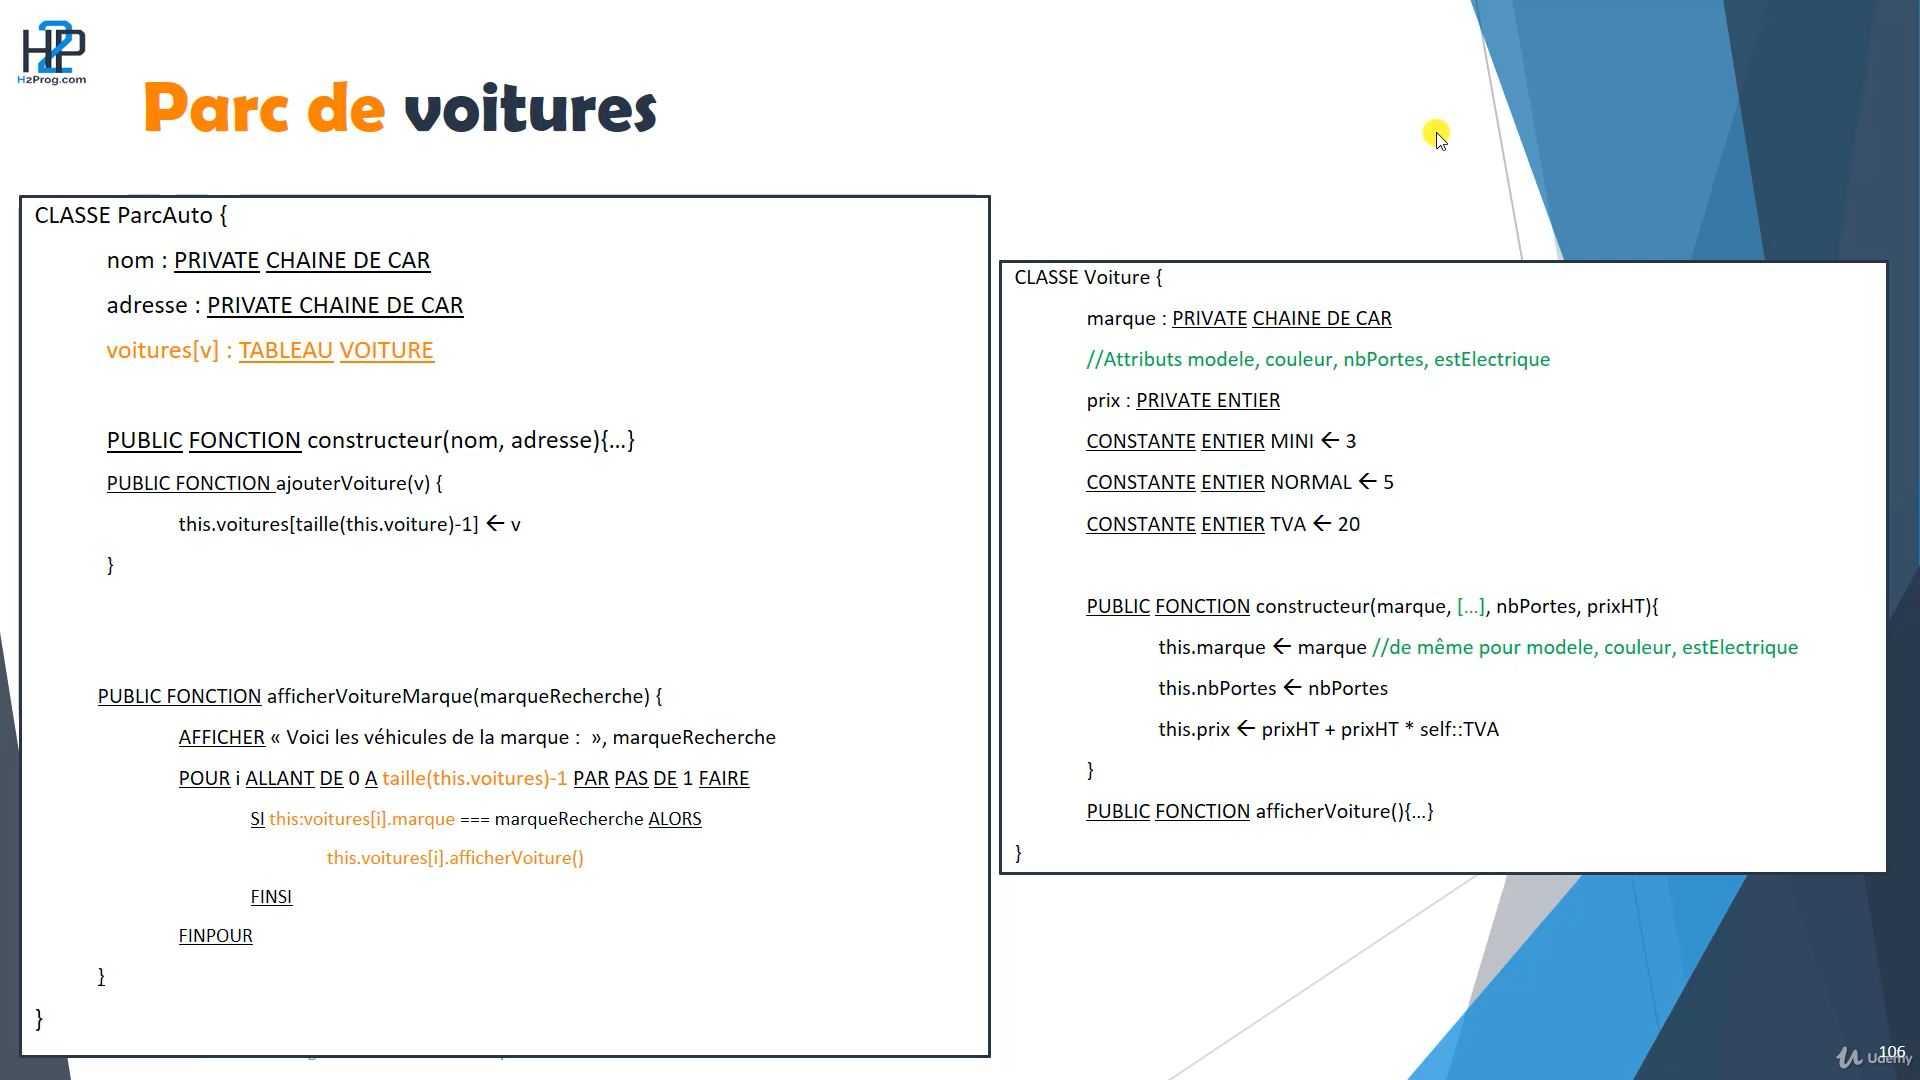 H2P
H2Prog.com
Parc de voitures
CLASSE ParcAuto {
nom : PRIVATE CHAINE DE CAR
adresse : PRIVATE CHAINE DE CAR
voitures[v] : TABLEAU VOITURE
PUBLIC FONCTION constructeur(nom, adresse){...}
PUBLIC FONCTION ajouterVoiture(v) {
this.voitures[taille(this.voiture)-1] ← v
}
PUBLIC FONCTION afficherVoitureMarque(marqueRecherche) {
AFFICHER « Voici les véhicules de la marque :  », marqueRecherche
POUR i ALLANT DE 0 A taille(this.voitures)-1 PAR PAS DE 1 FAIRE
SI this:voitures[i].marque === marqueRecherche ALORS
this.voitures[i].afficherVoiture()
FINSI
FINPOUR
}
}
CLASSE Voiture {
marque : PRIVATE CHAINE DE CAR
//Attributs modele, couleur, nbPortes, estElectrique
prix : PRIVATE ENTIER
CONSTANTE ENTIER MINI ← 3
CONSTANTE ENTIER NORMAL ← 5
CONSTANTE ENTIER TVA ← 20
PUBLIC FONCTION constructeur(marque, [...], nbPortes, prixHT){
this.marque ← marque //de même pour modele, couleur, estElectrique
this.nbPortes ← nbPortes
this.prix ← prixHT + prixHT * self::TVA
}
PUBLIC FONCTION afficherVoiture(){...}
}
106
Udemy